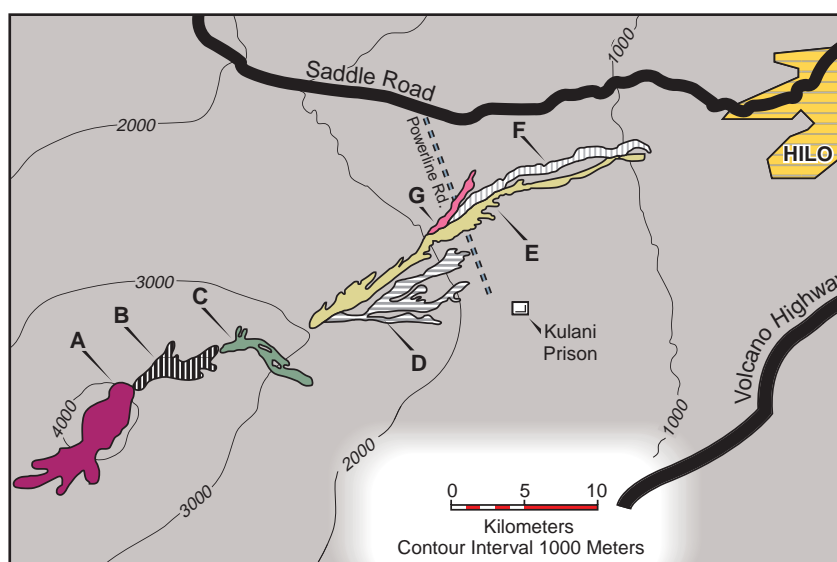 1000
Saddle Road
2000
Powerline Rd.
F
HILO
G
E
3000
C
B
A
D
Kulani
Prison
Volcano Highway
4000
2000
1000
3000
0 5 10
Kilometers
Contour Interval 1000 Meters